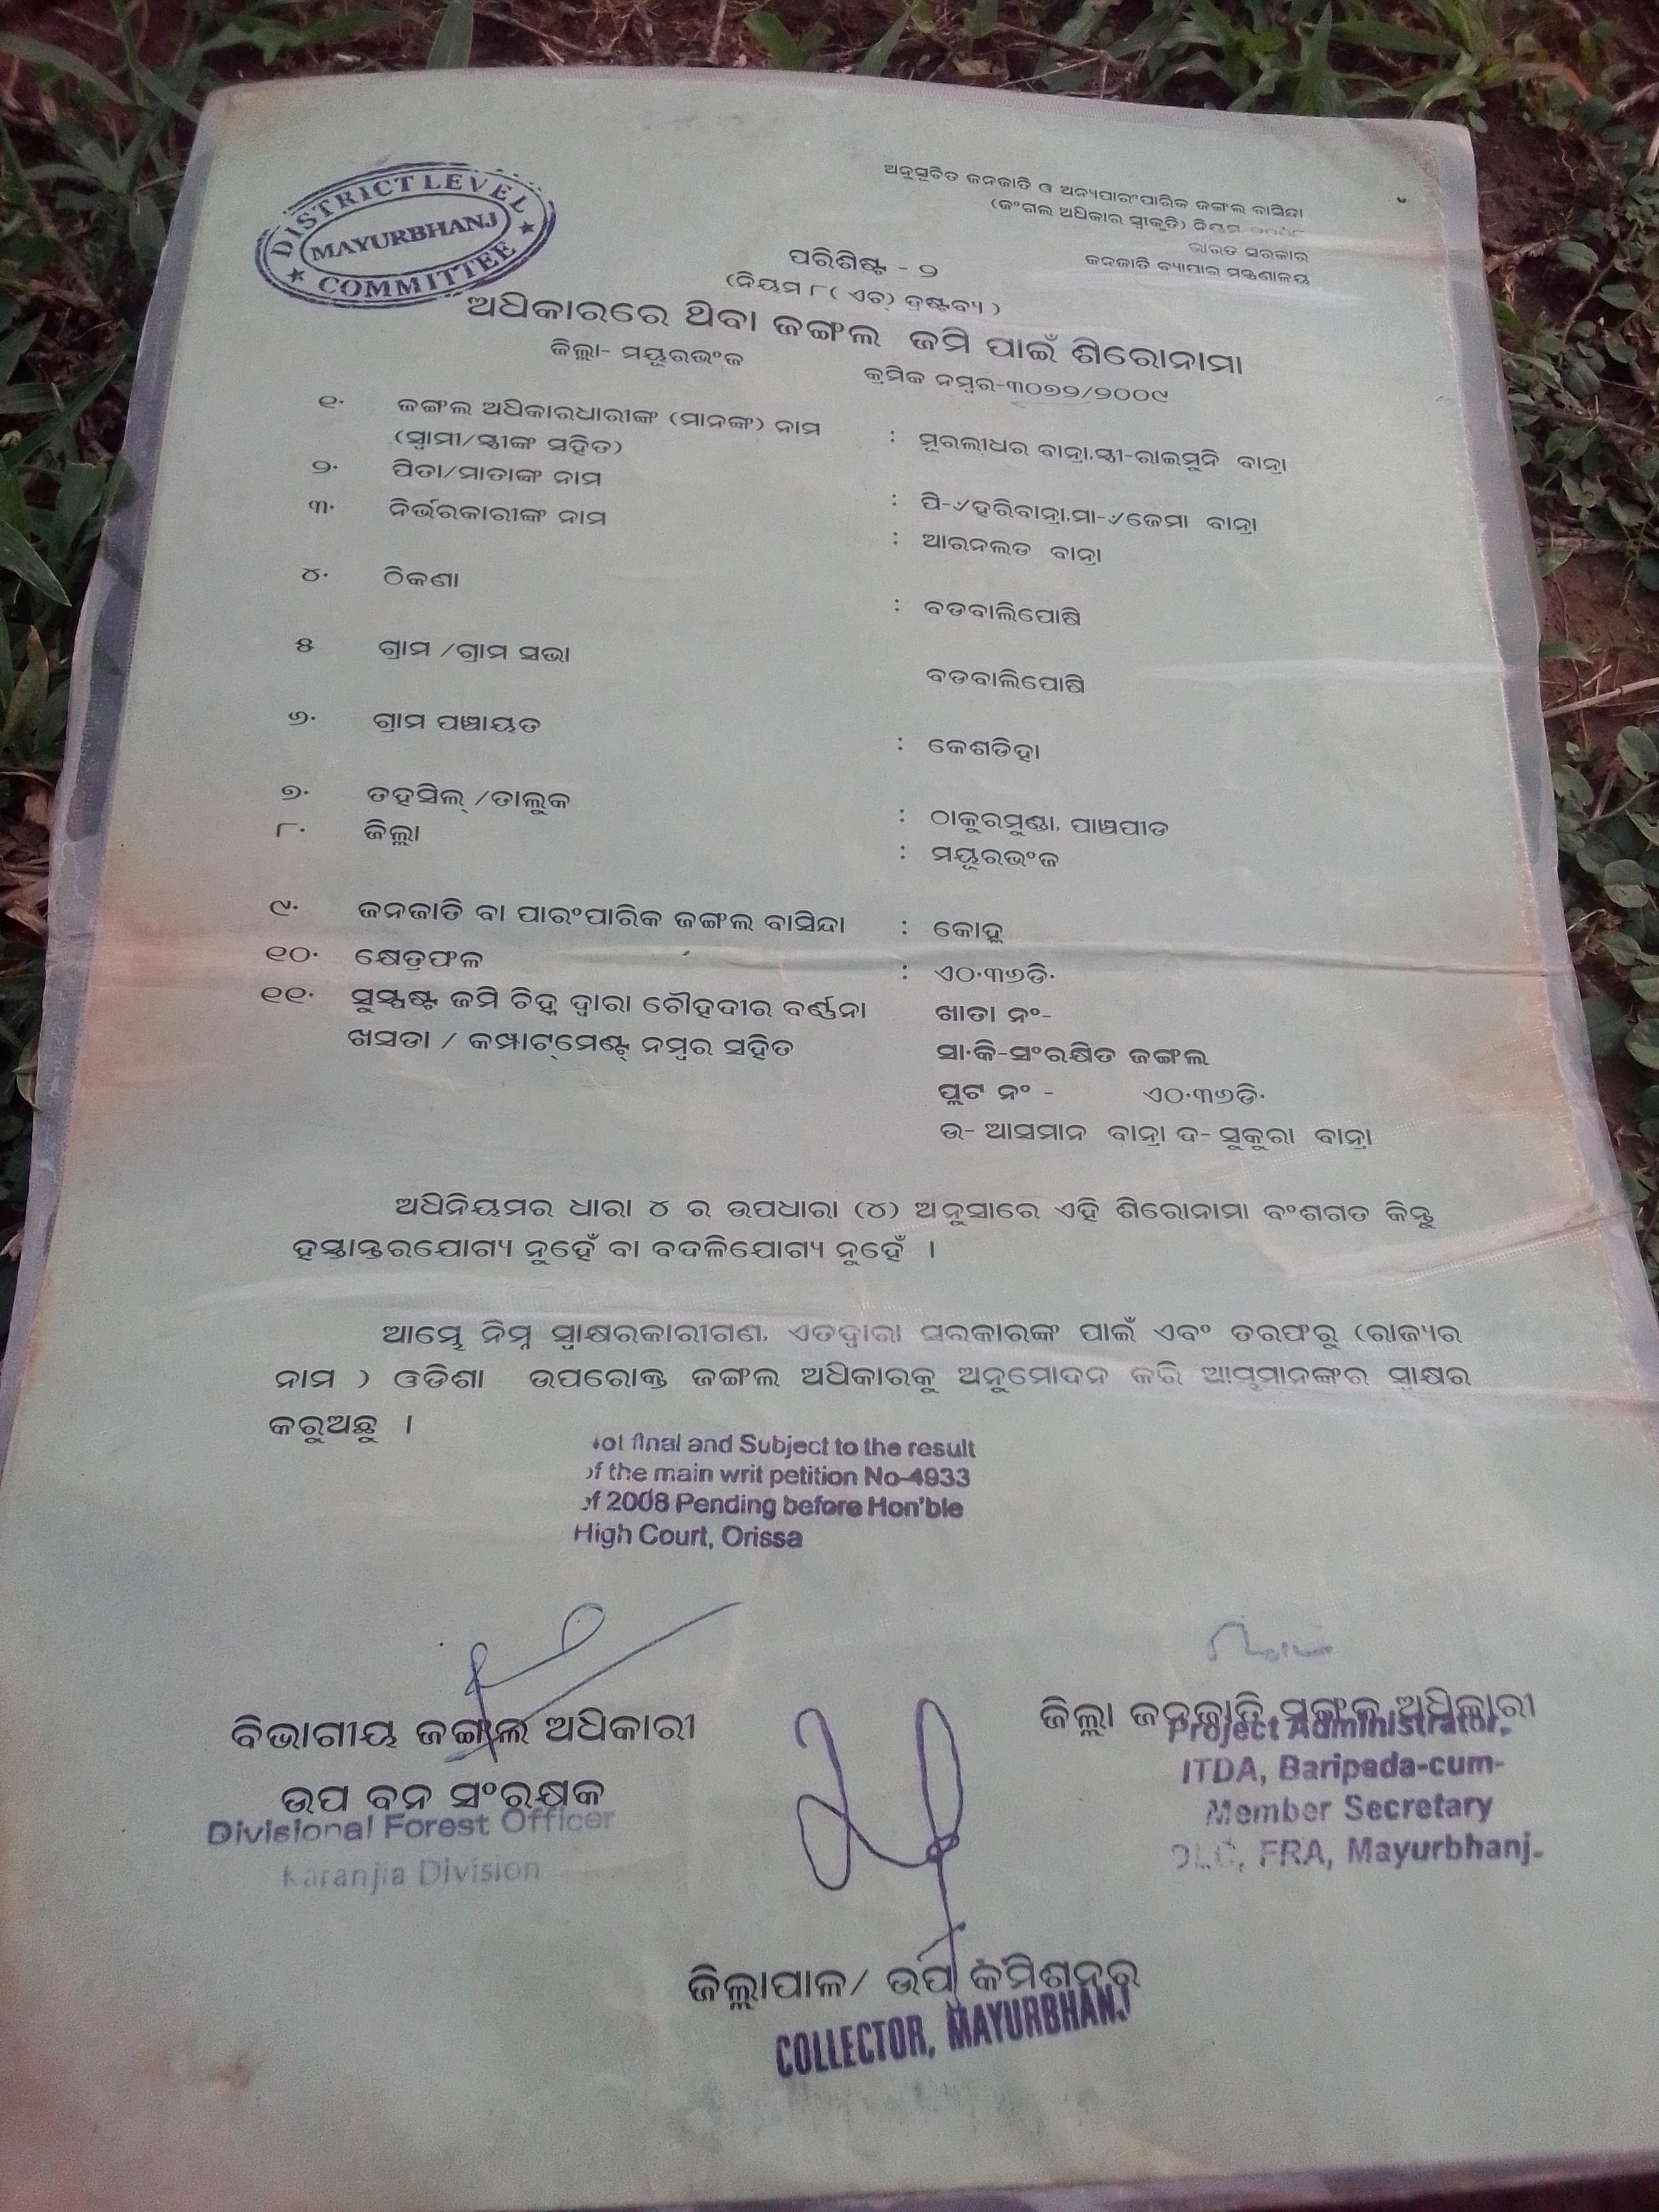 DISTRICT LEVEL
MAYURBHANJ
COMMITTEE
ଅନୁସୂଚିତ ଜନଜାତି ଓ ଅନ୍ୟପାରଂପାରିକ ଜଙ୍ଗଲ ବାସିନ୍ଦା
(ଜଂଗଲ ଅଧିକାର ସ୍ୱୀକୃତି) ନିୟମ ୨୦୦୮
ଭାରତ ସରକାର
ଜନଜାତି ବ୍ୟାପାର ମନ୍ତ୍ରଣାଳୟ
ପରିଶିଷ୍ଟ - ୨
(ନିୟମ ୮( ଏଚ୍) ଦ୍ରଷ୍ଟବ୍ୟ )
ଅଧିକାରରେ ଥିବା ଜଙ୍ଗଲ ଜମି ପାଇଁ ଶିରୋନାମା
ଜିଲ୍ଲା- ମୟୂରଭଂଜ କ୍ରମିକ ନମ୍ବର-୩୦୭୨/୨୦୦୯
୧. ଜଙ୍ଗଲ ଅଧିକାରଧାରୀଙ୍କ (ମାନଙ୍କ) ନାମ
(ସ୍ୱାମୀ/ସ୍ତ୍ରୀଙ୍କ ସହିତ) : ମୂରଲୀଧର ବାନ୍ରା,ସ୍ତ୍ରୀ-ରାଇମୁନି ବାନ୍ରା
୨. ପିତା/ମାତାଙ୍କ ନାମ : ପି-୰ହରିବାନ୍ରା,ମା-୰ଜେମା ବାନ୍ରା
୩. ନିର୍ଭରକାରୀଙ୍କ ନାମ : ଆରନଲଡ ବାନ୍ରା
୪. ଠିକଣା : ବଡବାଲିପୋଷି
୫ ଗ୍ରାମ /ଗ୍ରାମ ସଭା ବଡବାଲିପୋଷି
୬. ଗ୍ରାମ ପଞ୍ଚାୟତ : କେଶଡିହା
୭. ତହସିଲ୍ /ତାଲୁକ : ଠାକୁରମୁଣ୍ଡା, ପାଞ୍ଚପୀଡ
୮. ଜିଲ୍ଲା : ମୟୂରଭଂଜ
୯. ଜନଜାତି ବା ପାରଂପାରିକ ଜଙ୍ଗଲ ବାସିନ୍ଦା : କୋହ୍ଲ
୧୦. କ୍ଷେତ୍ରଫଳ : ଏ୦.୩୬ଡି.
୧୧. ସୁସ୍ପଷ୍ଟ ଜମି ଚିହ୍ନ ଦ୍ୱାରା ଚୌହଦୀର ବର୍ଣ୍ଣନା ଖାତା ନଂ-
ଖସଡା / କମ୍ପାଟ୍‌ମେଣ୍ଟ୍ ନମ୍ବର ସହିତ ସା.କି-ସଂରକ୍ଷିତ ଜଙ୍ଗଲ
ପ୍ଲଟ ନଂ - ଏ୦.୩୬ଡି.
ଉ- ଆସମାନ ବାନ୍ରା ଦ- ସୁକୁରା ବାନ୍ରା
ଅଧିନିୟମର ଧାରା ୪ ର ଉପଧାରା (୪) ଅନୁସାରେ ଏହି ଶିରୋନାମା ବଂଶଗତ କିନ୍ତୁ
ହସ୍ତାନ୍ତରଯୋଗ୍ୟ ନୁହେଁ ବା ବଦଳିଯୋଗ୍ୟ ନୁହେଁ ।
ଆମ୍ଭେ ନିମ୍ନ ସ୍ୱାକ୍ଷରକାରୀଗଣ, ଏତଦ୍ୱାରା ସରକାରଙ୍କ ପାଇଁ ଏବଂ ତରଫରୁ (ରାଜ୍ୟର
ନାମ ) ଓଡିଶା ଉପରୋକ୍ତ ଜଙ୍ଗଲ ଅଧିକାରକୁ ଅନୁମୋଦନ କରି ଆମ୍ଭମାନଙ୍କର ସ୍ୱାକ୍ଷର
କରୁଅଛୁ ।
Not final and Subject to the result
of the main writ petition No-4933
of 2008 Pending before Hon'ble
High Court, Orissa
ବିଭାଗୀୟ ଜଙ୍ଗଲ ଅଧିକାରୀ
ଉପ ବନ ସଂରକ୍ଷକ
Divisional Forest Officer
Karanjia Division
ଜିଲ୍ଲା ଜନଜାତି ମଙ୍ଗଳ ଅଧିକାରୀ
Project Administrator,
ITDA, Baripada-cum-
Member Secretary
DLC, FRA, Mayurbhanj.
ଜିଲ୍ଲାପାଳ/ ଉପ କମିଶନର୍
COLLECTOR, MAYURBHANJ